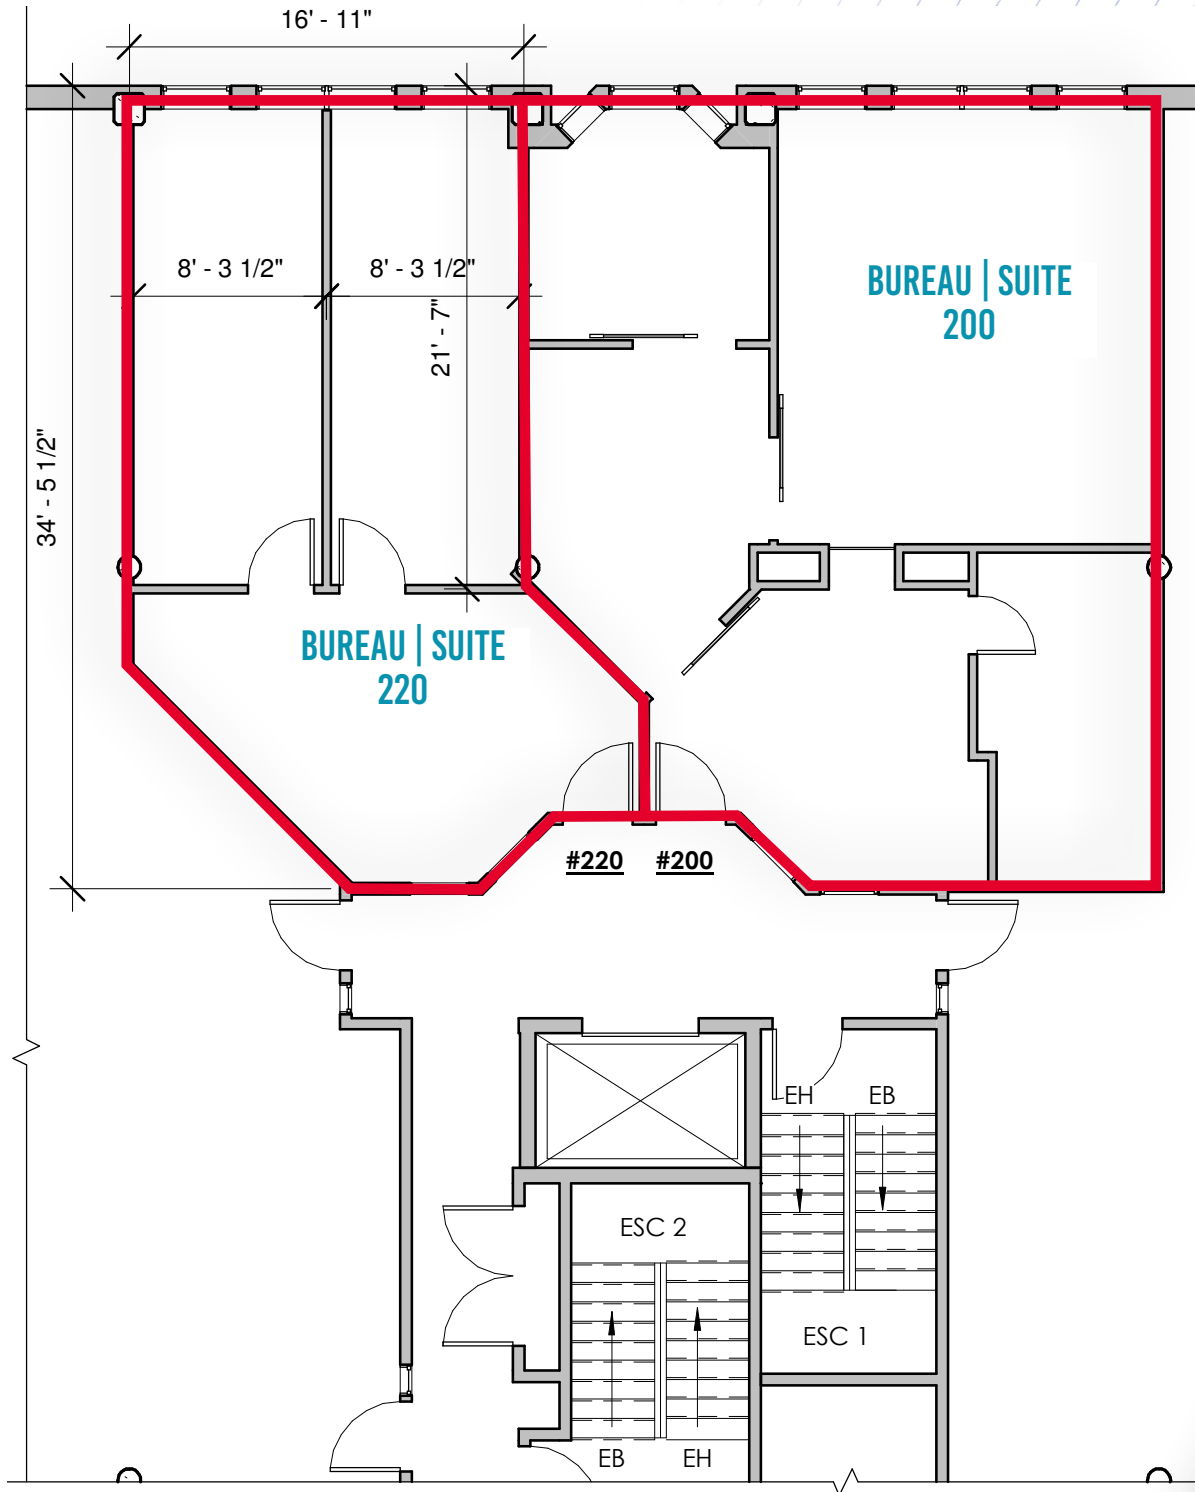 16' - 11"
8' - 3 1/2"
8' - 3 1/2"
21' - 7"
34' - 5 1/2"
BUREAU | SUITE
200
BUREAU | SUITE
220
#220
#200
EH
EB
ESC 2
ESC 1
EB
EH